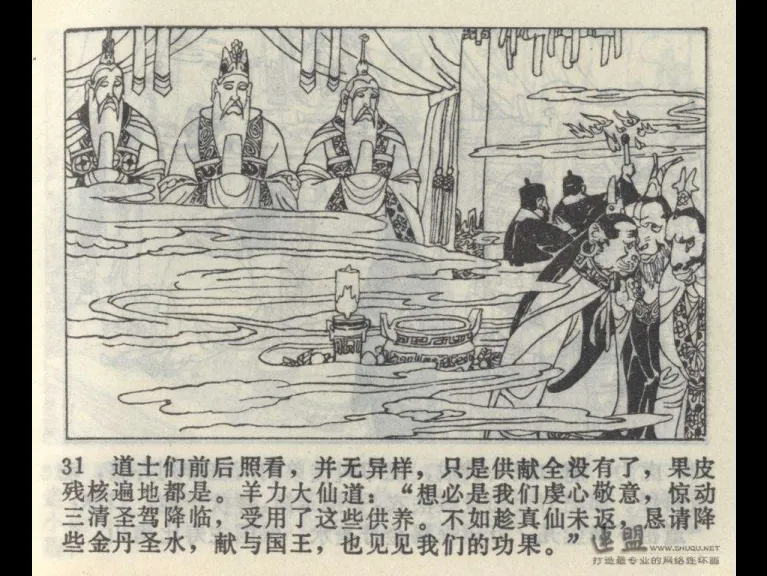 31 道士们前后照看，并无异样，只是供献全没有了，果皮
残核遍地都是。羊力大仙道：“想必是我们虔心敬意，惊动
三清圣驾降临，受用了这些供养。不如趁真仙未返，恳请降
些金丹圣水，献与国王，也见见我们的功果。”
连盟 WWW.SHUQU.NET
打造最专业的网络连环画